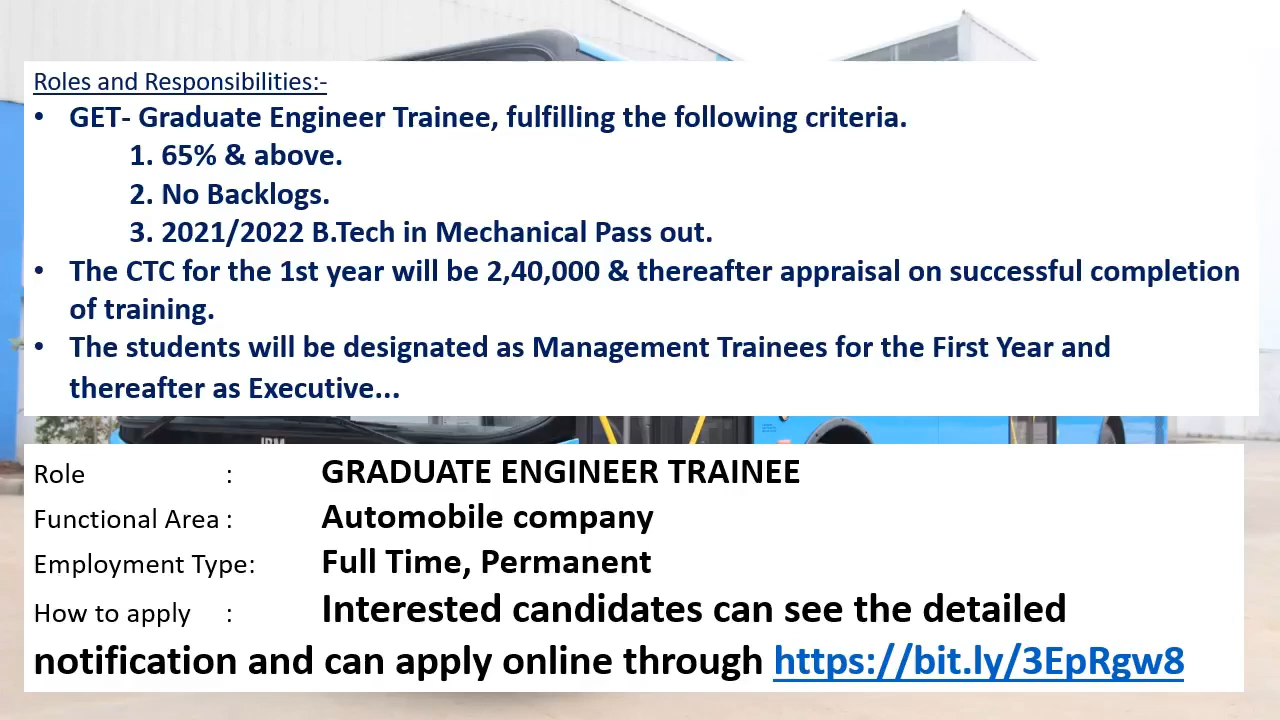 Roles and Responsibilities:-
• GET- Graduate Engineer Trainee, fulfilling the following criteria.
1. 65% & above.
2. No Backlogs.
3. 2021/2022 B.Tech in Mechanical Pass out.
• The CTC for the 1st year will be 2,40,000 & thereafter appraisal on successful completion
of training.
• The students will be designated as Management Trainees for the First Year and
thereafter as Executive...
Role : GRADUATE ENGINEER TRAINEE
Functional Area : Automobile company
Employment Type: Full Time, Permanent
How to apply : Interested candidates can see the detailed
notification and can apply online through https://bit.ly/3EpRgw8